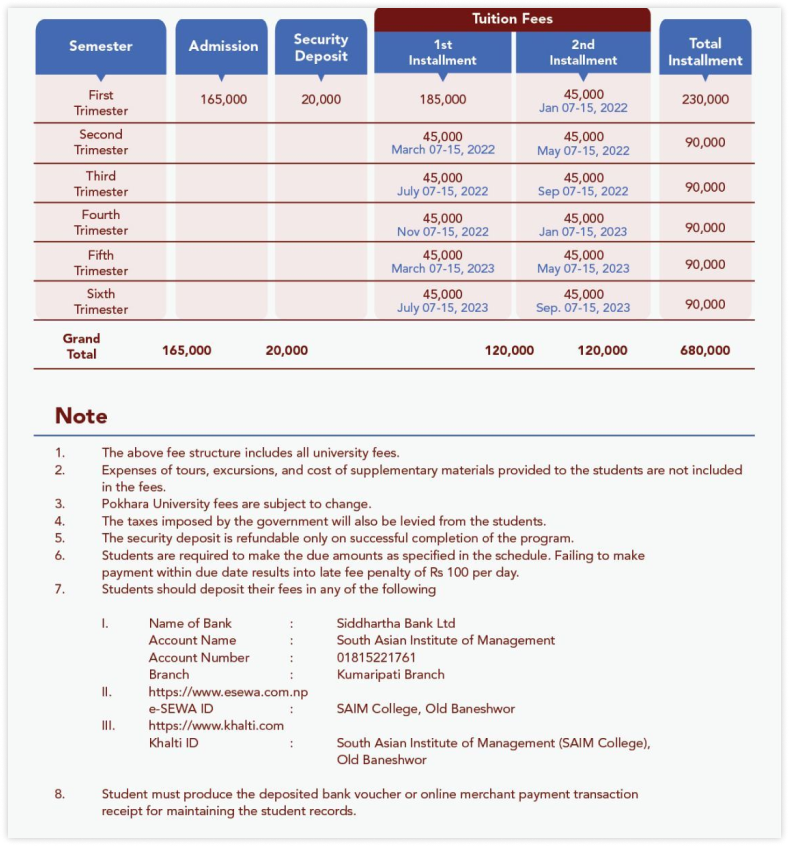 Tuition Fees
Semester Admission Security Deposit 1st Installment 2nd Installment Total Installment
First Trimester 165,000 20,000 185,000 45,000 230,000
Jan 07-15, 2022
Second Trimester 45,000 45,000 90,000
March 07-15, 2022 May 07-15, 2022
Third Trimester 45,000 45,000 90,000
July 07-15, 2022 Sep 07-15, 2022
Fourth Trimester 45,000 45,000 90,000
Nov 07-15, 2022 Jan 07-15, 2023
Fifth Trimester 45,000 45,000 90,000
March 07-15, 2023 May 07-15, 2023
Sixth Trimester 45,000 45,000 90,000
July 07-15, 2023 Sep. 07-15, 2023
Grand Total 165,000 20,000 120,000 120,000 680,000
Note
1. The above fee structure includes all university fees.
2. Expenses of tours, excursions, and cost of supplementary materials provided to the students are not included
in the fees.
3. Pokhara University fees are subject to change.
4. The taxes imposed by the government will also be levied from the students.
5. The security deposit is refundable only on successful completion of the program.
6. Students are required to make the due amounts as specified in the schedule. Failing to make
payment within due date results into late fee penalty of Rs 100 per day.
7. Students should deposit their fees in any of the following
I. Name of Bank : Siddhartha Bank Ltd
Account Name : South Asian Institute of Management
Account Number : 01815221761
Branch : Kumaripati Branch
II. https://www.esewa.com.np
e-SEWA ID : SAIM College, Old Baneshwor
III. https://www.khalti.com
Khalti ID : South Asian Institute of Management (SAIM College),
Old Baneshwor
8. Student must produce the deposited bank voucher or online merchant payment transaction
receipt for maintaining the student records.